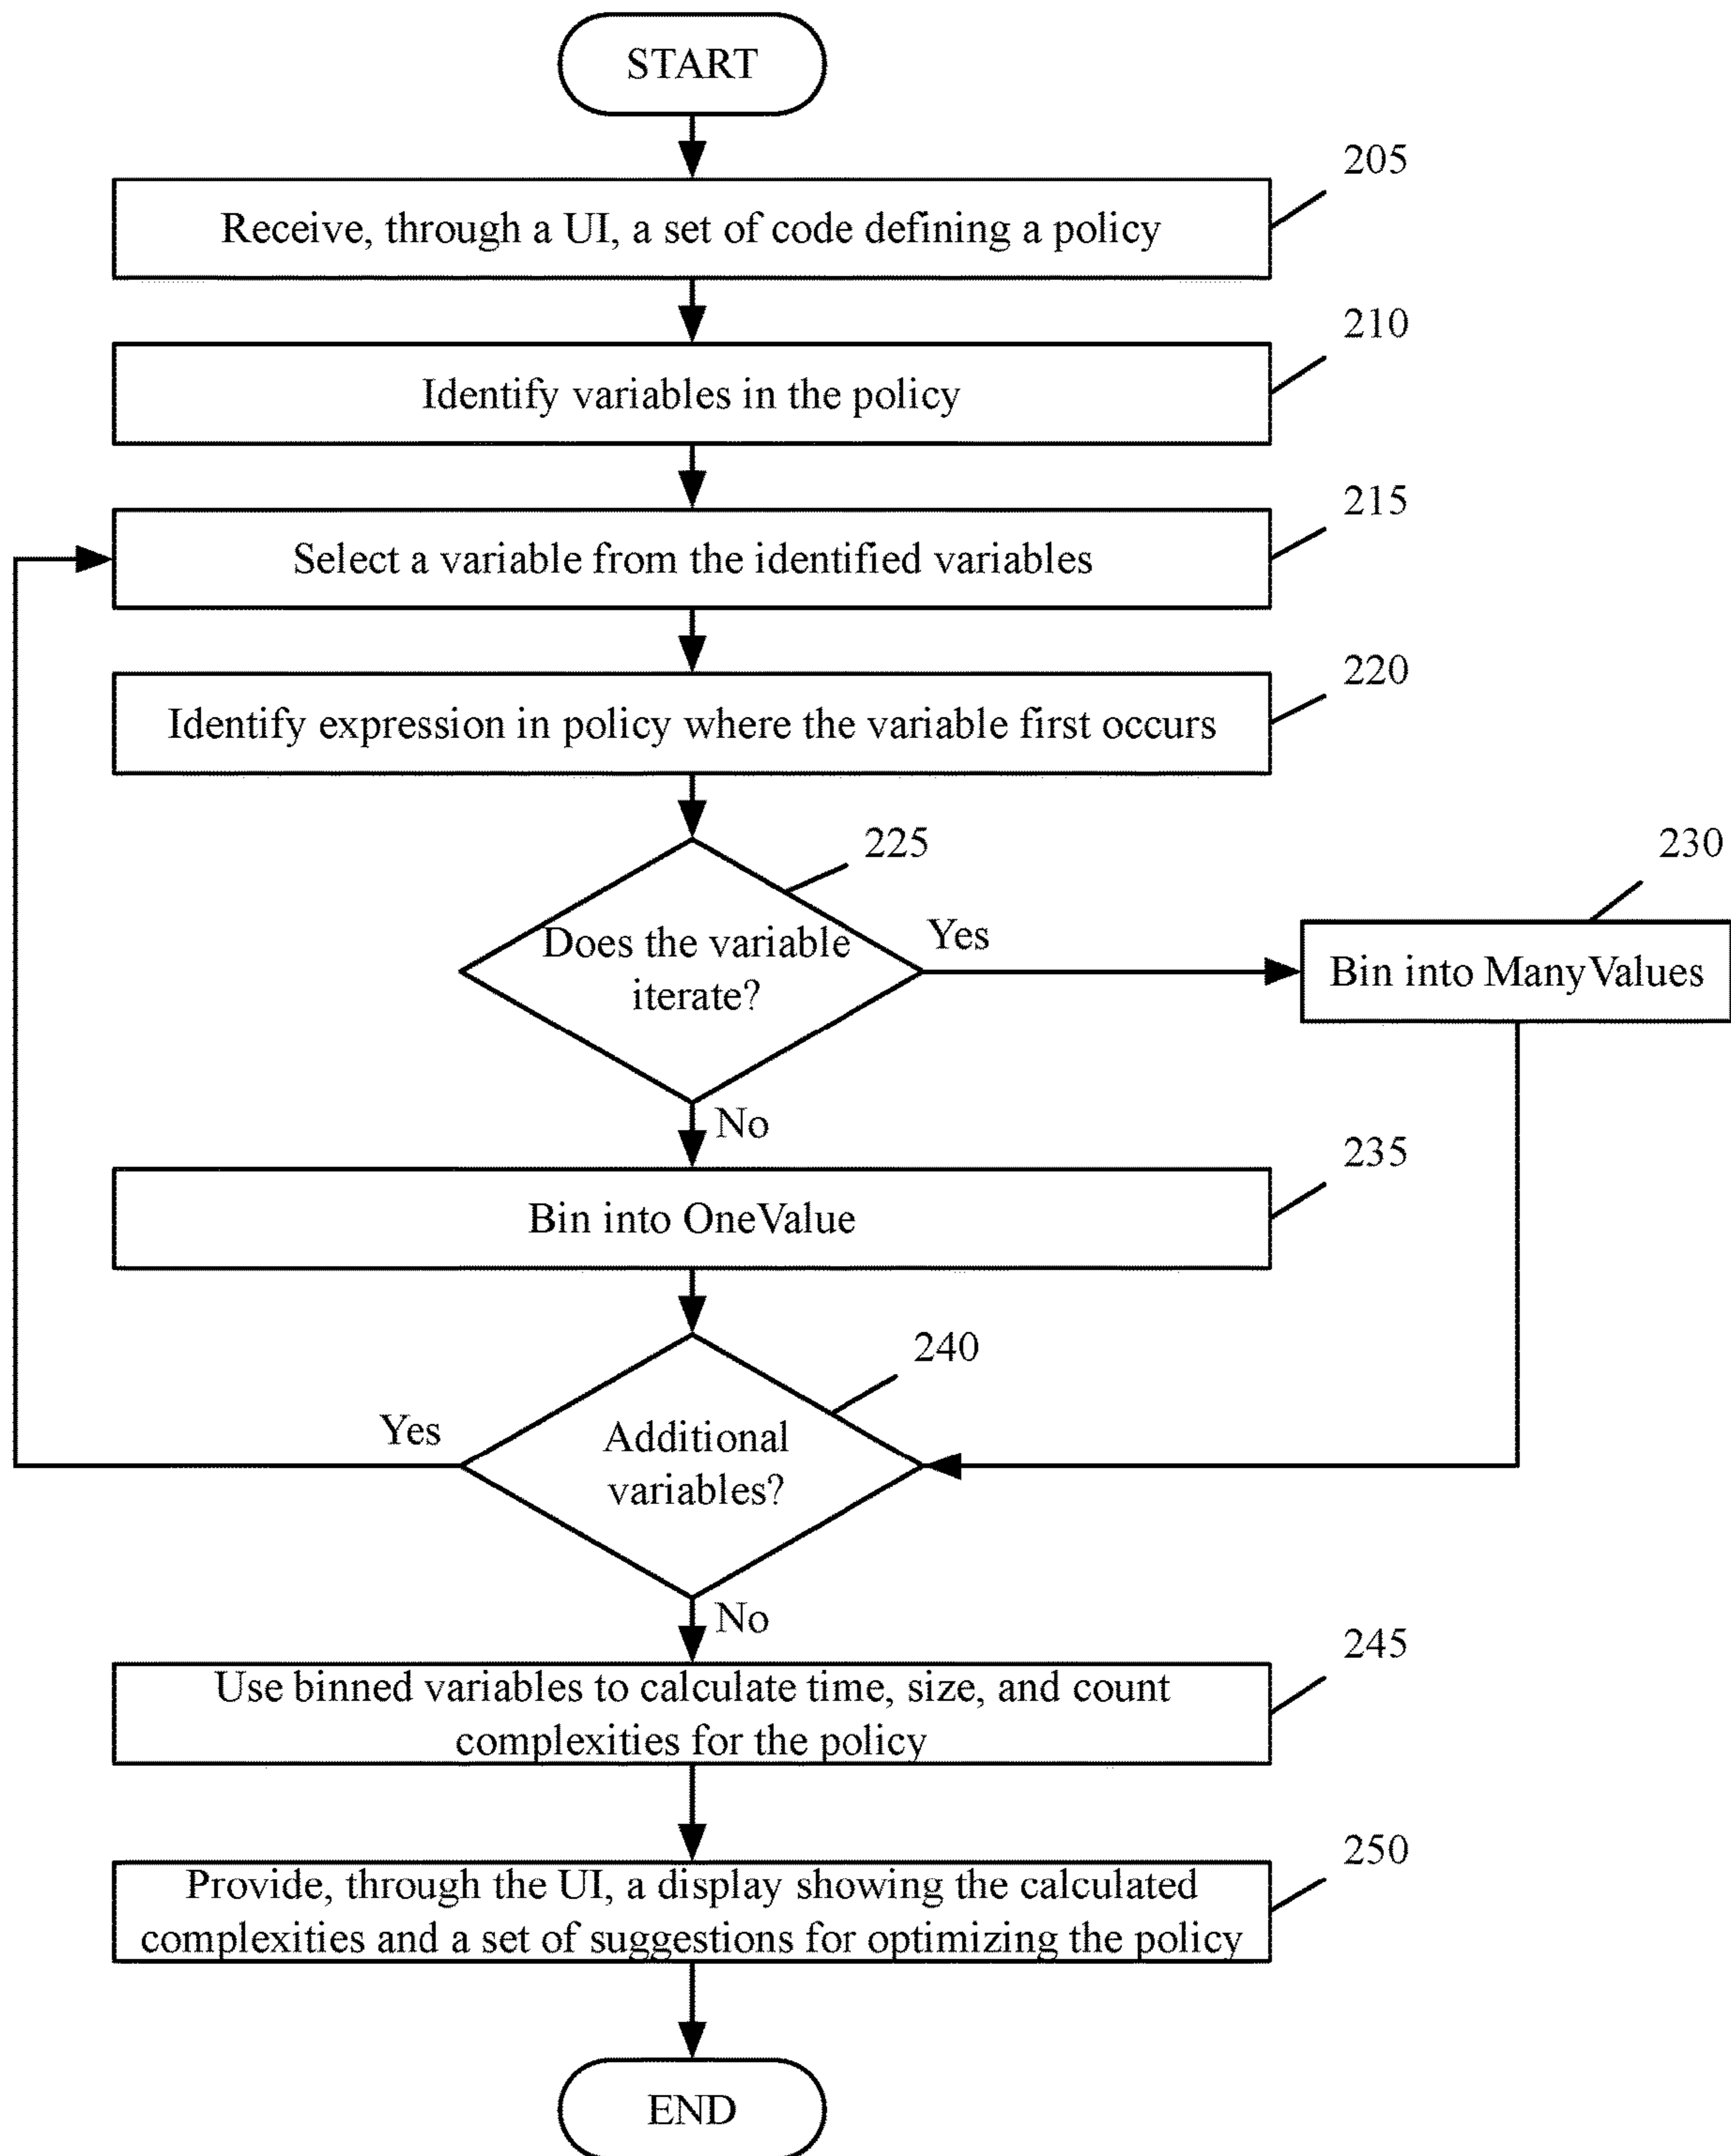 START
205
Receive, through a UI, a set of code defining a policy
210
Identify variables in the policy
215
Select a variable from the identified variables
220
Identify expression in policy where the variable first occurs
225
230
Does the variable
iterate?
Yes
Bin into ManyValues
No
235
Bin into OneValue
240
Yes
Additional
variables?
No
245
Use binned variables to calculate time, size, and count
complexities for the policy
250
Provide, through the UI, a display showing the calculated
complexities and a set of suggestions for optimizing the policy
END